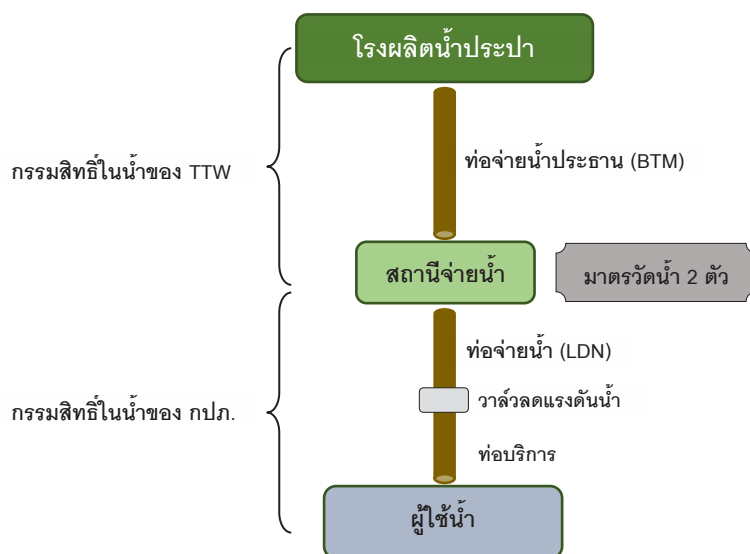 โรงผลิตน้ำประปา
ท่อจ่ายน้ำประธาน (BTM)
กรรมสิทธิ์ในน้ำของ TTW
สถานีจ่ายน้ำ
มาตรวัดน้ำ 2 ตัว
ท่อจ่ายน้ำ (LDN)
วาล์วลดแรงดันน้ำ
กรรมสิทธิ์ในน้ำของ กปภ.
ท่อบริการ
ผู้ใช้น้ำ